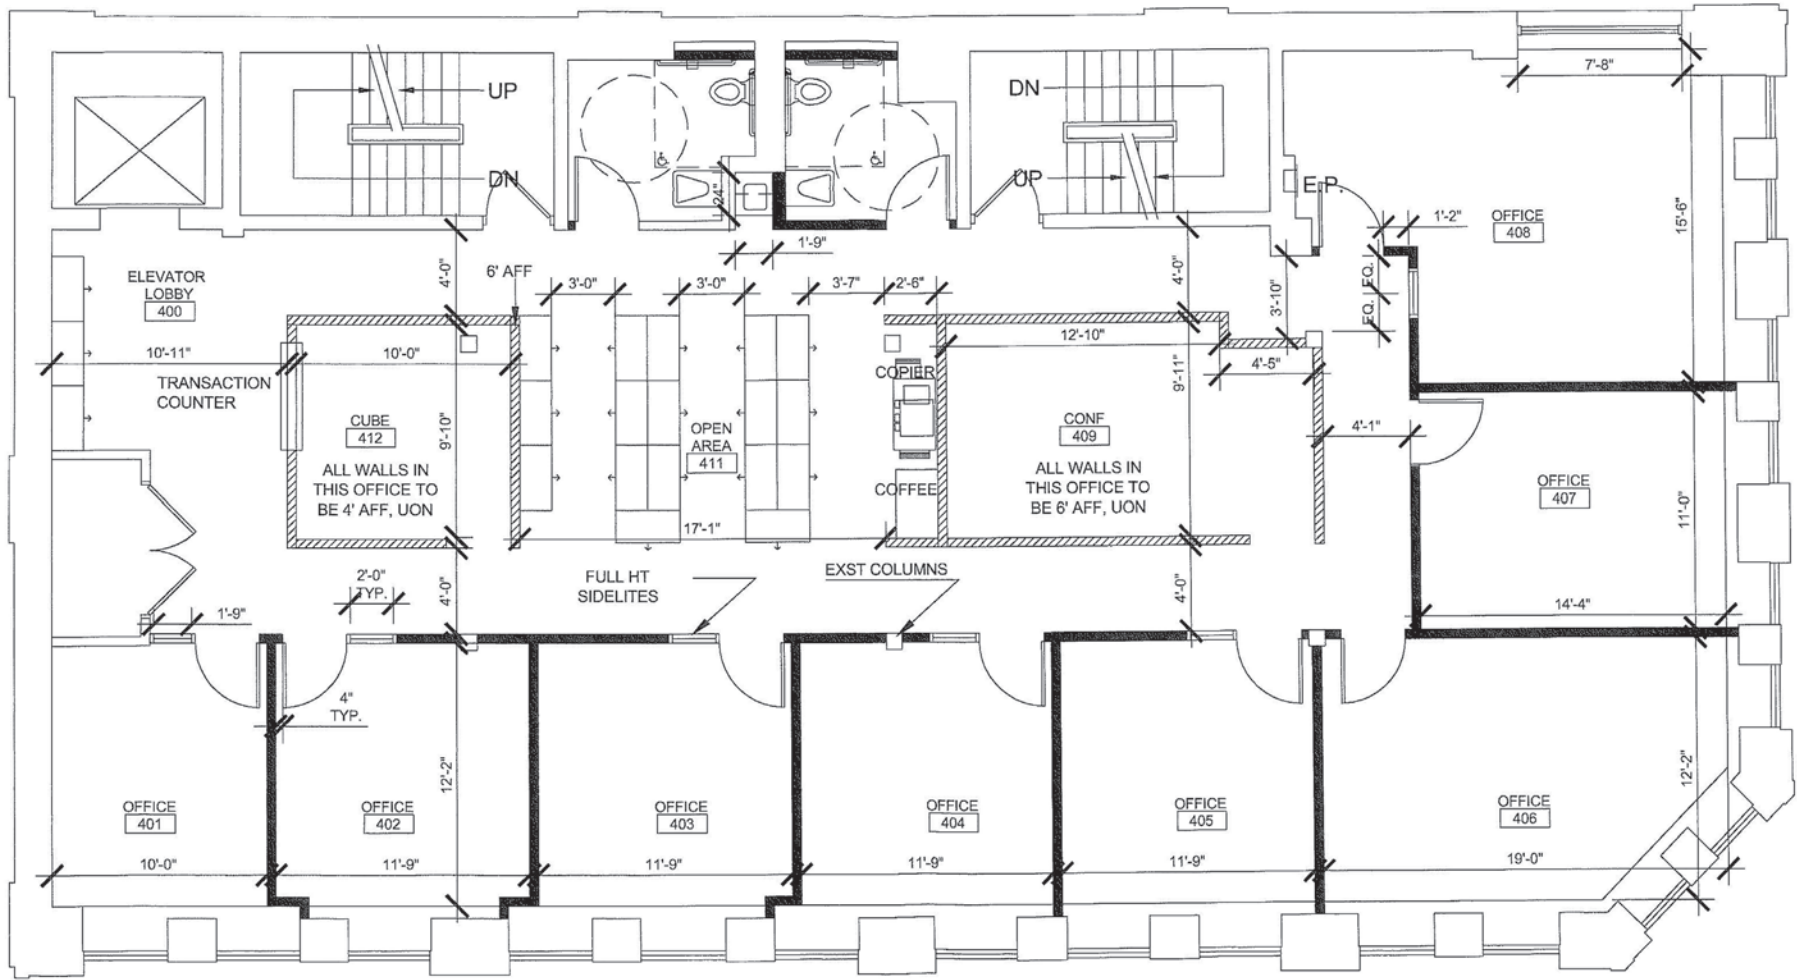 7'-8"
UP
DN
DN
UP
E.P.
24"
1'-2"
OFFICE
408
15'-6"
1'-9"
ELEVATOR
LOBBY
400
4'-0"
6' AFF
3'-0"
3'-0"
3'-7"
2'-6"
4'-0"
3'-10"
EQ.
EQ.
10'-11"
10'-0"
12'-10"
4'-5"
TRANSACTION
COUNTER
COPIER
9'-11"
CUBE
412
9'-10"
OPEN
AREA
411
CONF
409
4'-1"
ALL WALLS IN
THIS OFFICE TO
BE 4' AFF, UON
COFFEE
ALL WALLS IN
THIS OFFICE TO
BE 6' AFF, UON
OFFICE
407
11'-0"
17'-1"
2'-0"
TYP.
4'-0"
FULL HT
SIDELITES
EXST COLUMNS
4'-0"
14'-4"
1'-9"
4"
TYP.
12'-2"
12'-2"
OFFICE
401
OFFICE
402
OFFICE
403
OFFICE
404
OFFICE
405
OFFICE
406
10'-0"
11'-9"
11'-9"
11'-9"
11'-9"
19'-0"